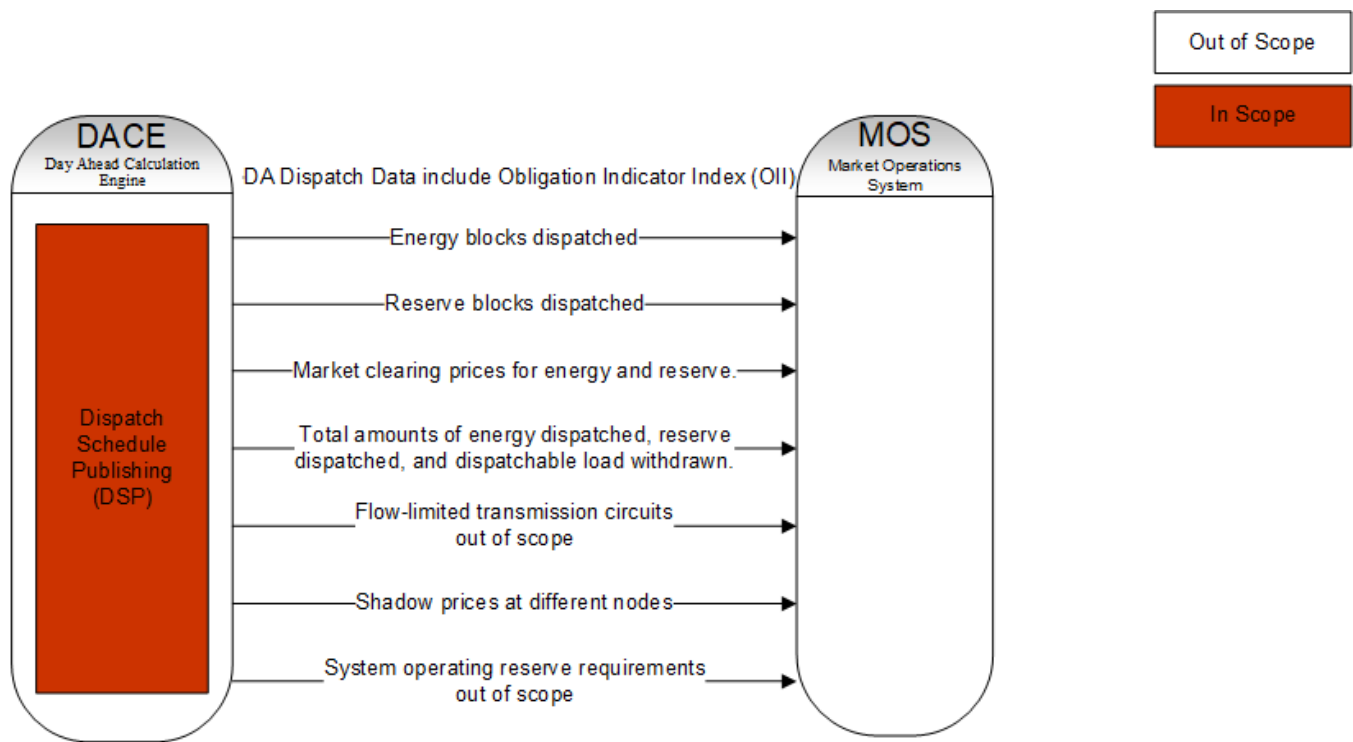 Out of Scope
In Scope
DACE
Day Ahead Calculation
Engine
MOS
Market Operations
System
DA Dispatch Data include Obligation Indicator Index (OII)
Energy blocks dispatched
Reserve blocks dispatched
Market clearing prices for energy and reserve.
Total amounts of energy dispatched, reserve
dispatched, and dispatchable load withdrawn.
Flow-limited transmission circuits
out of scope
Shadow prices at different nodes
System operating reserve requirements
out of scope
Dispatch
Schedule
Publishing
(DSP)